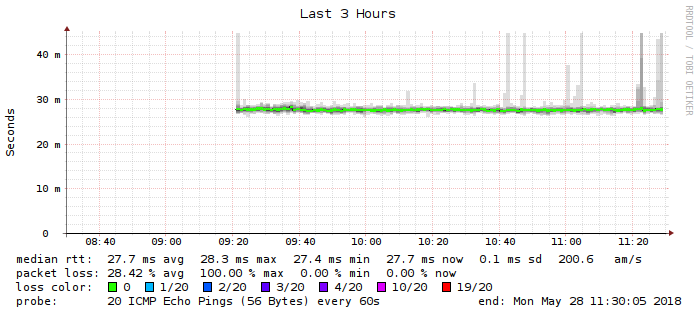 Last 3 Hours
RRDTOOL / TOBI OETIKER
Seconds
40 m
30 m
20 m
10 m
0
08:40 09:00 09:20 09:40 10:00 10:20 10:40 11:00 11:20
median rtt: 27.7 ms avg 28.3 ms max 27.4 ms min 27.7 ms now 0.1 ms sd 200.6 am/s
packet loss: 28.42 % avg 100.00 % max 0.00 % min 0.00 % now
loss color: 0 1/20 2/20 3/20 4/20 10/20 19/20
probe: 20 ICMP Echo Pings (56 Bytes) every 60s end: Mon May 28 11:30:05 2018